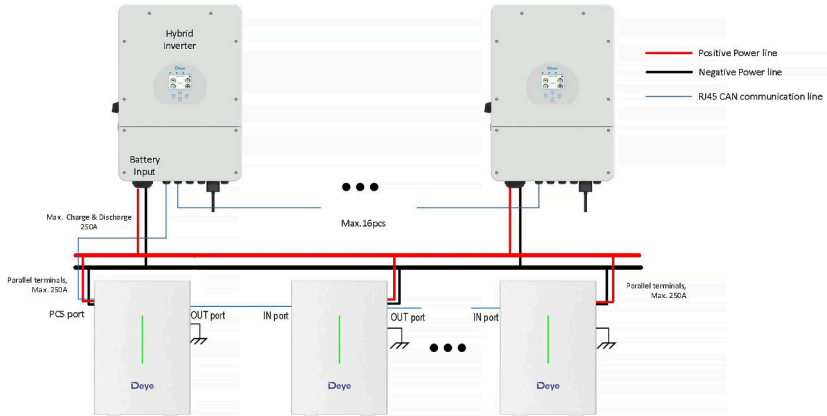 Hybrid
Inverter
Deye
Deye
Positive Power line
Negative Power line
RJ45 CAN communication line
Battery
Input
Max. Charge & Discharge
250A
Max.16pcs
Parallel terminals,
Max. 250A
Parallel terminals,
Max. 250A
PCS port
OUT port
IN port
OUT port
IN port
Deye
Deye
Deye